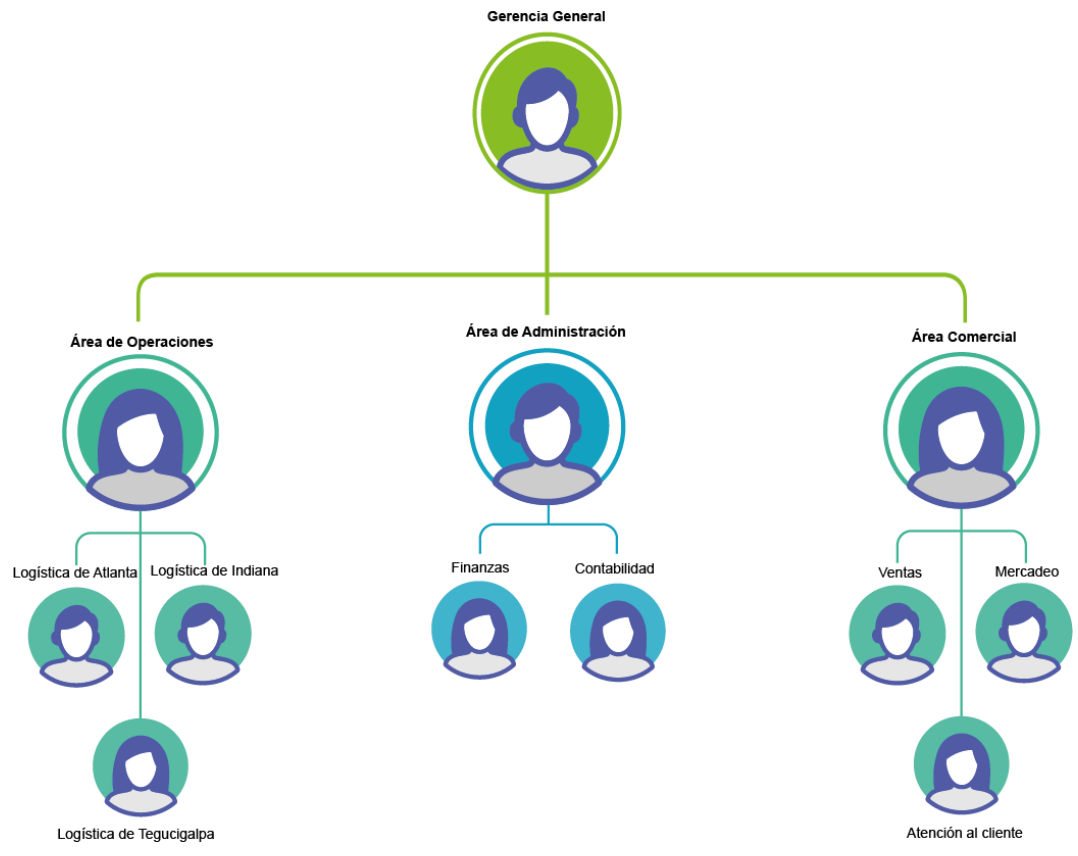 Gerencia General
Área de Operaciones
Área de Administración
Área Comercial
Logística de Atlanta
Logística de Indiana
Finanzas
Contabilidad
Ventas
Mercadeo
Logística de Tegucigalpa
Atención al cliente